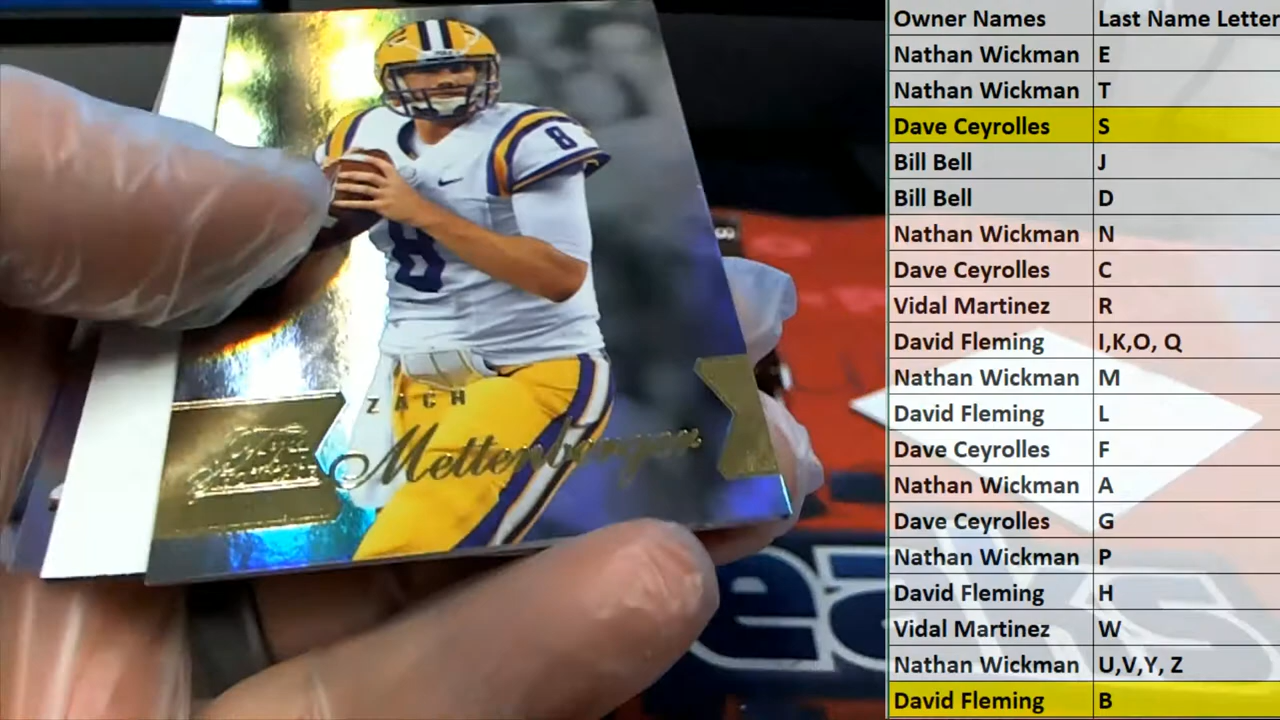 8
8
ZACH
Mettenberger
Owner Names Last Name Letter
Nathan Wickman E
Nathan Wickman T
Dave Ceyrolles S
Bill Bell J
Bill Bell D
Nathan Wickman N
Dave Ceyrolles C
Vidal Martinez R
David Fleming I,K,O, Q
Nathan Wickman M
David Fleming L
Dave Ceyrolles F
Nathan Wickman A
Dave Ceyrolles G
Nathan Wickman P
David Fleming H
Vidal Martinez W
Nathan Wickman U,V,Y, Z
David Fleming B